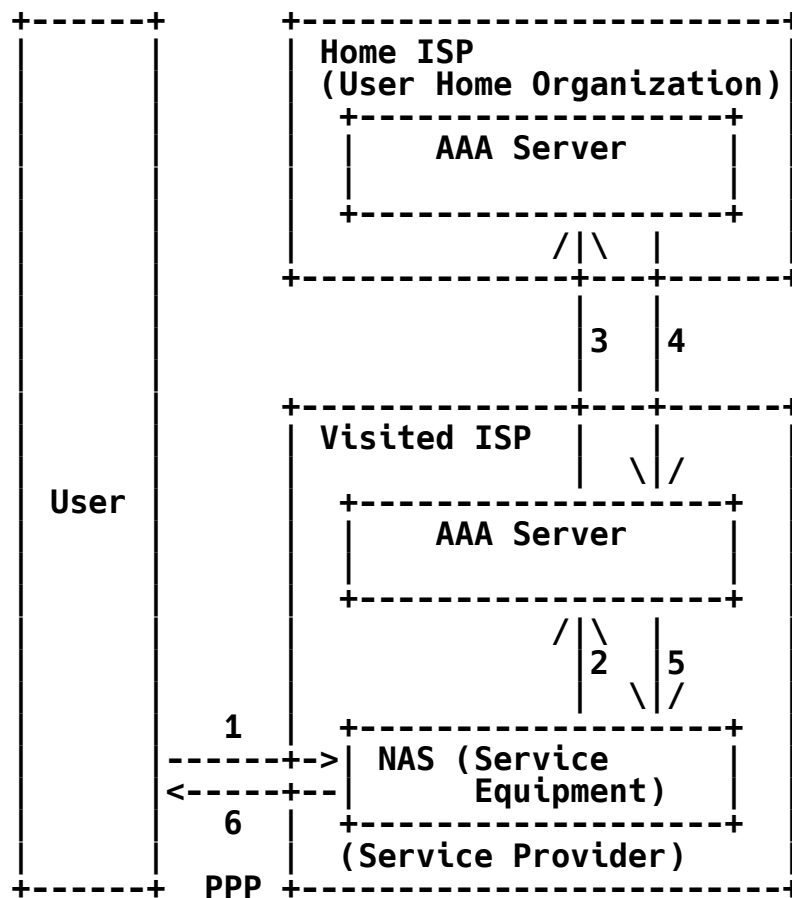 Home ISP
(User Home Organization)
AAA Server
3 4
Visited ISP
User
AAA Server
2 5
1
NAS (Service
Equipment)
6
(Service Provider)
PPP